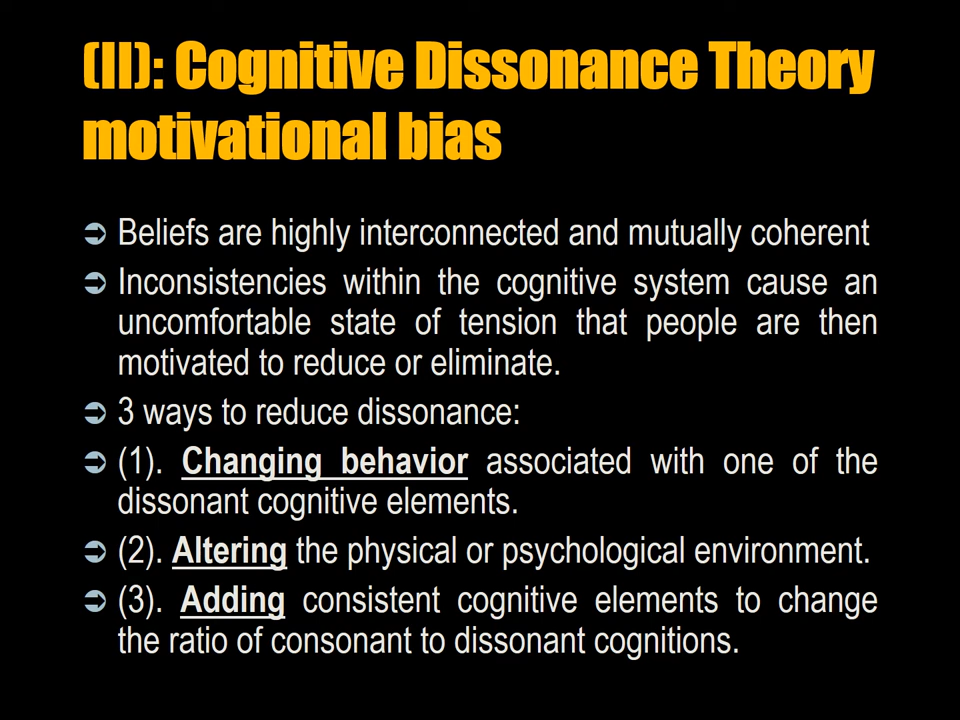 (II): Cognitive Dissonance Theory
motivational bias
➲ Beliefs are highly interconnected and mutually coherent
➲ Inconsistencies within the cognitive system cause an
uncomfortable state of tension that people are then
motivated to reduce or eliminate.
➲ 3 ways to reduce dissonance:
➲ (1). Changing behavior associated with one of the
dissonant cognitive elements.
➲ (2). Altering the physical or psychological environment.
➲ (3). Adding consistent cognitive elements to change
the ratio of consonant to dissonant cognitions.